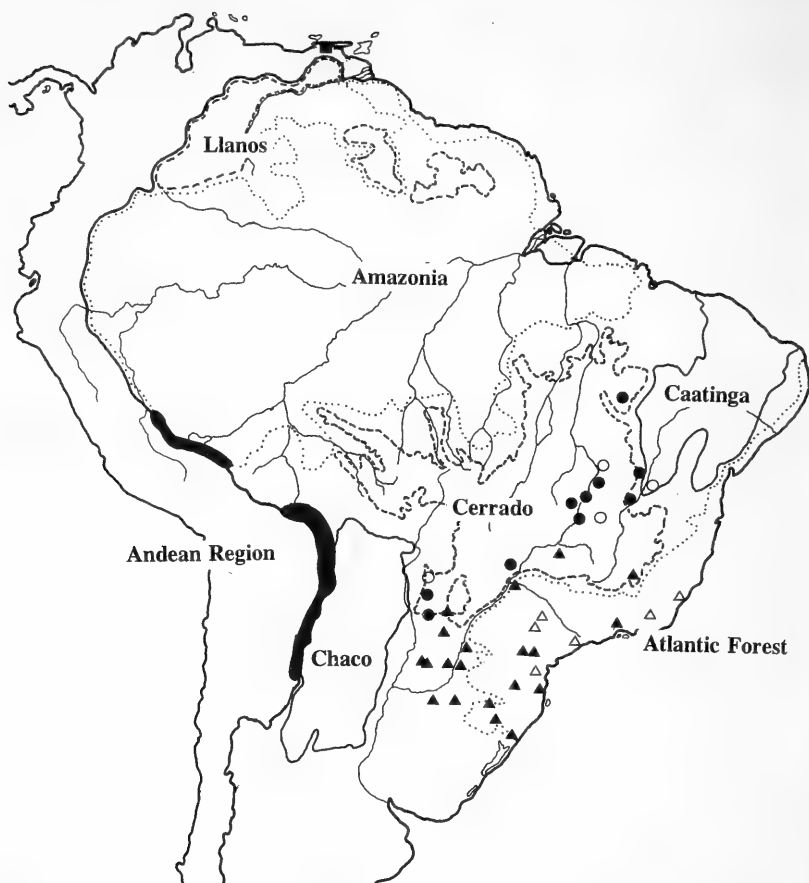 Llanos
Amazonia
Caatinga
Cerrado
Andean Region
Chaco
Atlantic Forest